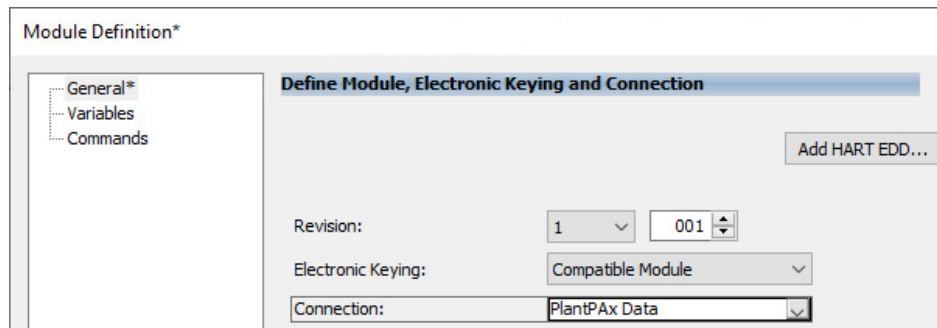 Module Definition*
General*
Variables
Commands
Define Module, Electronic Keying and Connection
Add HART EDD...
Revision: 1 001
Electronic Keying: Compatible Module
Connection: PlantPAx Data